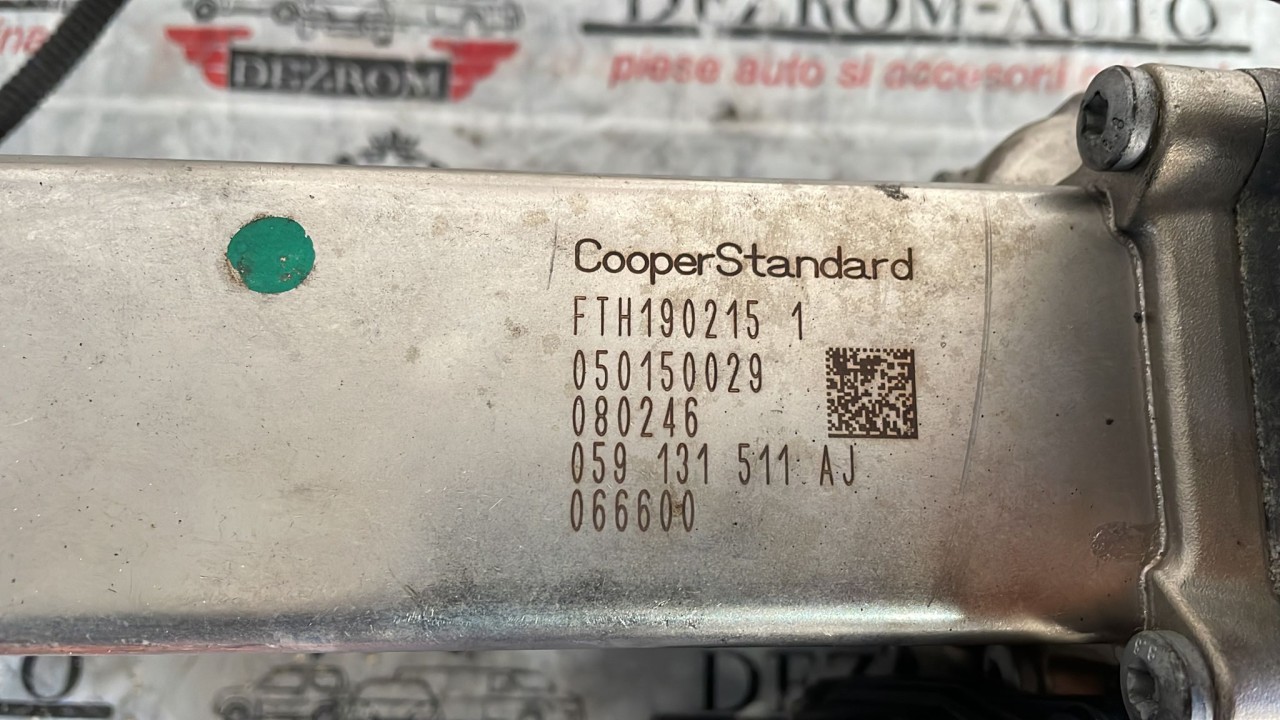 DEZROM-AUTO
DEZROM
piese auto si accesorii
CooperStandard
FTH190215 1
050150029
080246
059 131 511 AJ
066600